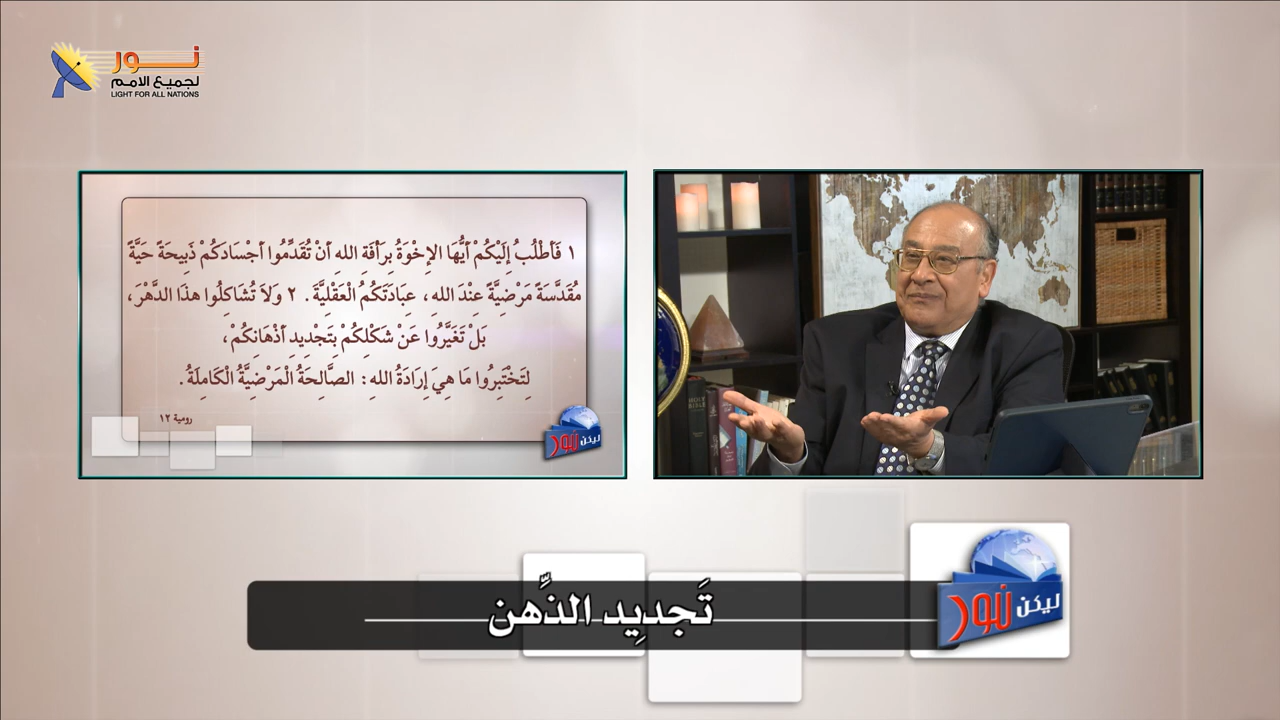 نور
لجميع الامم
LIGHT FOR ALL NATIONS
١ فَأَطْلُبُ إِلَيْكُمْ أَيُّهَا الإِخْوَةُ بِرَأْفَةِ اللهِ أَنْ تُقَدِّمُوا أَجْسَادَكُمْ ذَبِيحَةً حَيَّةً
مُقَدَّسَةً مَرْضِيَّةً عِنْدَ اللهِ، عِبَادَتَكُمُ الْعَقْلِيَّةَ. ٢ وَلاَ تُشَاكِلُوا هذَا الدَّهْرَ،
بَلْ تَغَيَّرُوا عَنْ شَكْلِكُمْ بِتَجْدِيدِ أَذْهَانِكُمْ،
لِتَخْتَبِرُوا مَا هِيَ إِرَادَةُ اللهِ: الصَّالِحَةُ الْمَرْضِيَّةُ الْكَامِلَةُ.
رومية ١٢
ليكن نور
HOLY BIBLE
تَجدِيد الذِّهن
ليكن نور